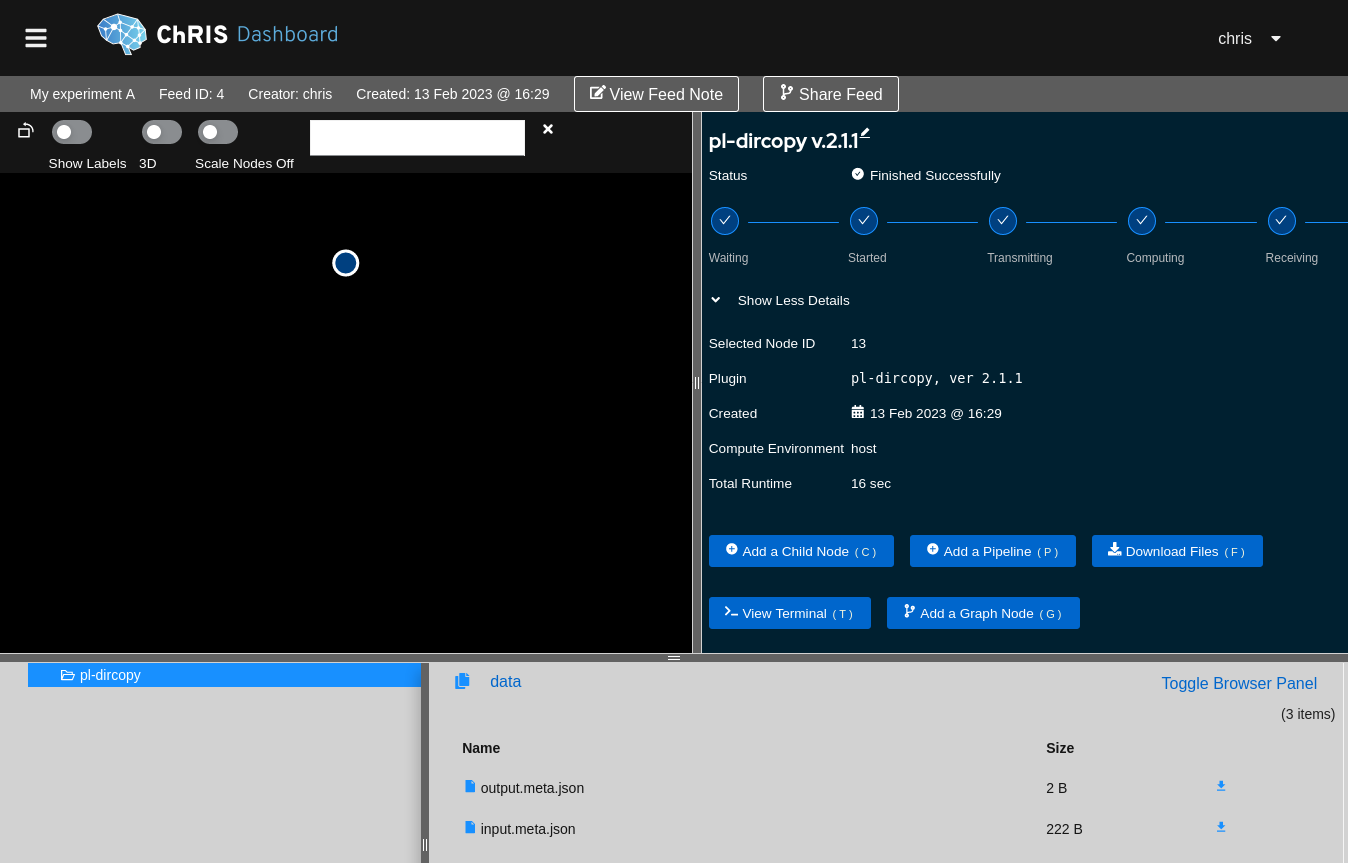 ChRIS Dashboard
chris
My experiment A Feed ID: 4 Creator: chris Created: 13 Feb 2023 @ 16:29 View Feed Note Share Feed
Show Labels 3D Scale Nodes Off
pl-dircopy v.2.1.1
Status Finished Successfully
Waiting Started Transmitting Computing Receiving
Show Less Details
Selected Node ID 13
Plugin pl-dircopy, ver 2.1.1
Created 13 Feb 2023 @ 16:29
Compute Environment host
Total Runtime 16 sec
Add a Child Node ( C ) Add a Pipeline ( P ) Download Files ( F )
View Terminal ( T ) Add a Graph Node ( G )
pl-dircopy
data Toggle Browser Panel
(3 items)
Name Size
output.meta.json 2 B
input.meta.json 222 B